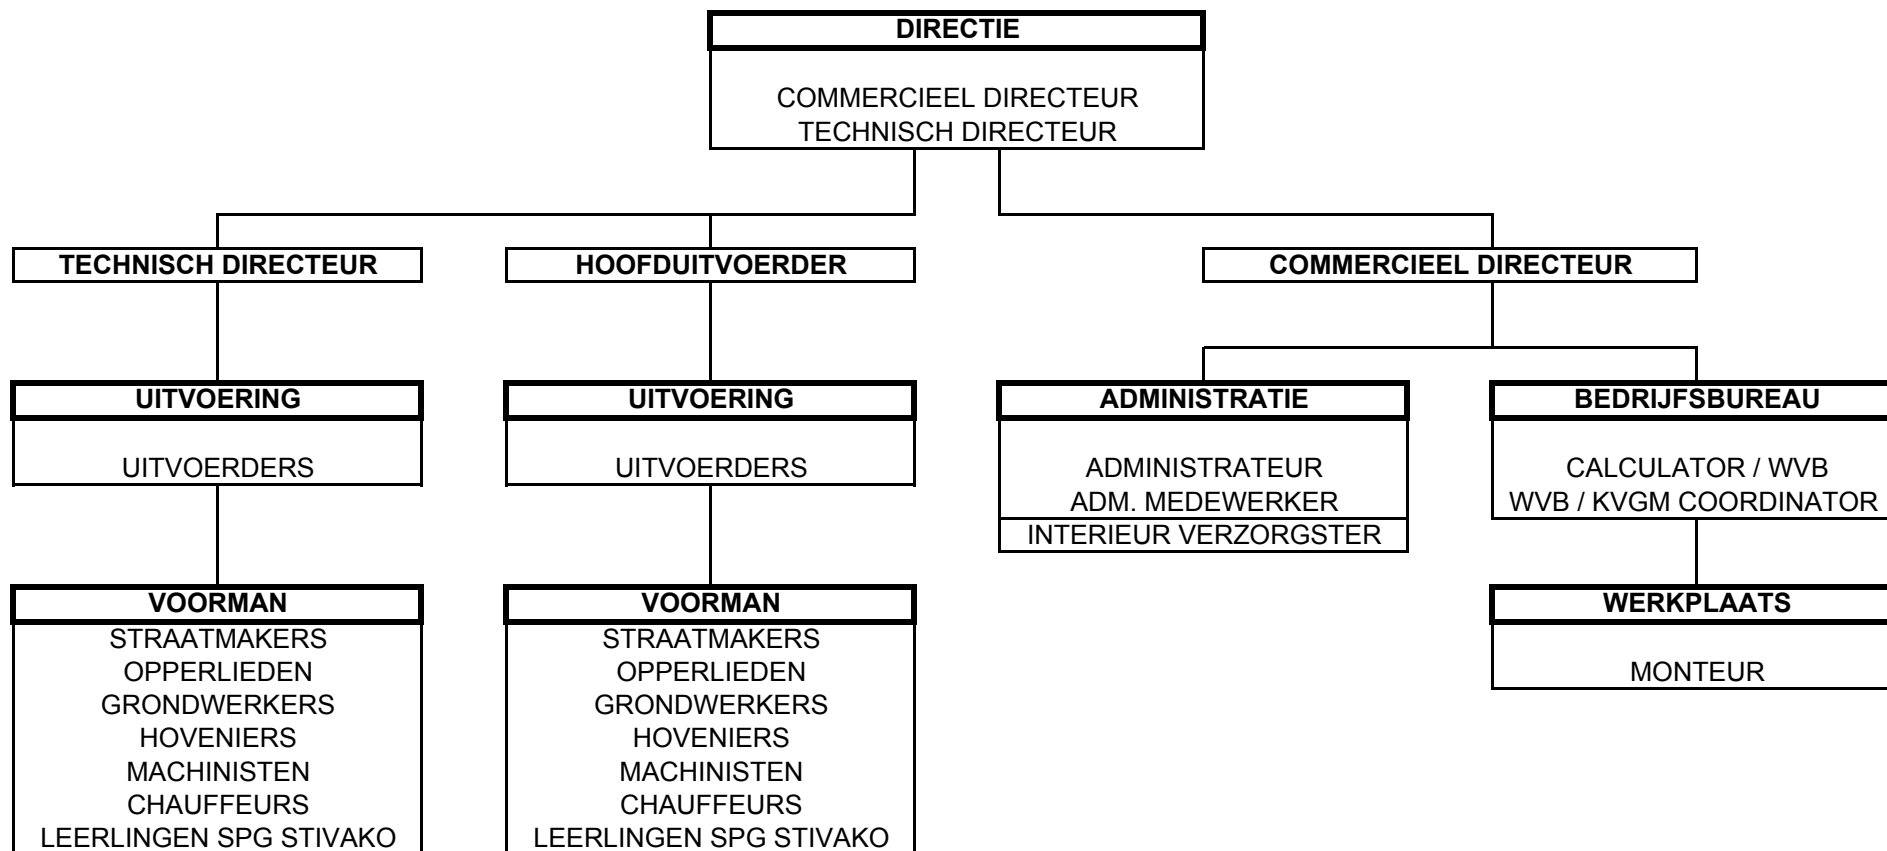 DIRECTIE
COMMERCIEEL DIRECTEUR
TECHNISCH DIRECTEUR
TECHNISCH DIRECTEUR
HOOFDUITVOERDER
COMMERCIEEL DIRECTEUR
UITVOERING
UITVOERDERS
UITVOERING
UITVOERDERS
ADMINISTRATIE
ADMINISTRATEUR
ADM. MEDEWERKER
INTERIEUR VERZORGSTER
BEDRIJFSBUREAU
CALCULATOR / WVB
WVB / KVGM COORDINATOR
VOORMAN
STRAATMAKERS
OPPERLIEDEN
GRONDWERKERS
HOVENIERS
MACHINISTEN
CHAUFFEURS
LEERLINGEN SPG STIVAKO
VOORMAN
STRAATMAKERS
OPPERLIEDEN
GRONDWERKERS
HOVENIERS
MACHINISTEN
CHAUFFEURS
LEERLINGEN SPG STIVAKO
WERKPLAATS
MONTEUR